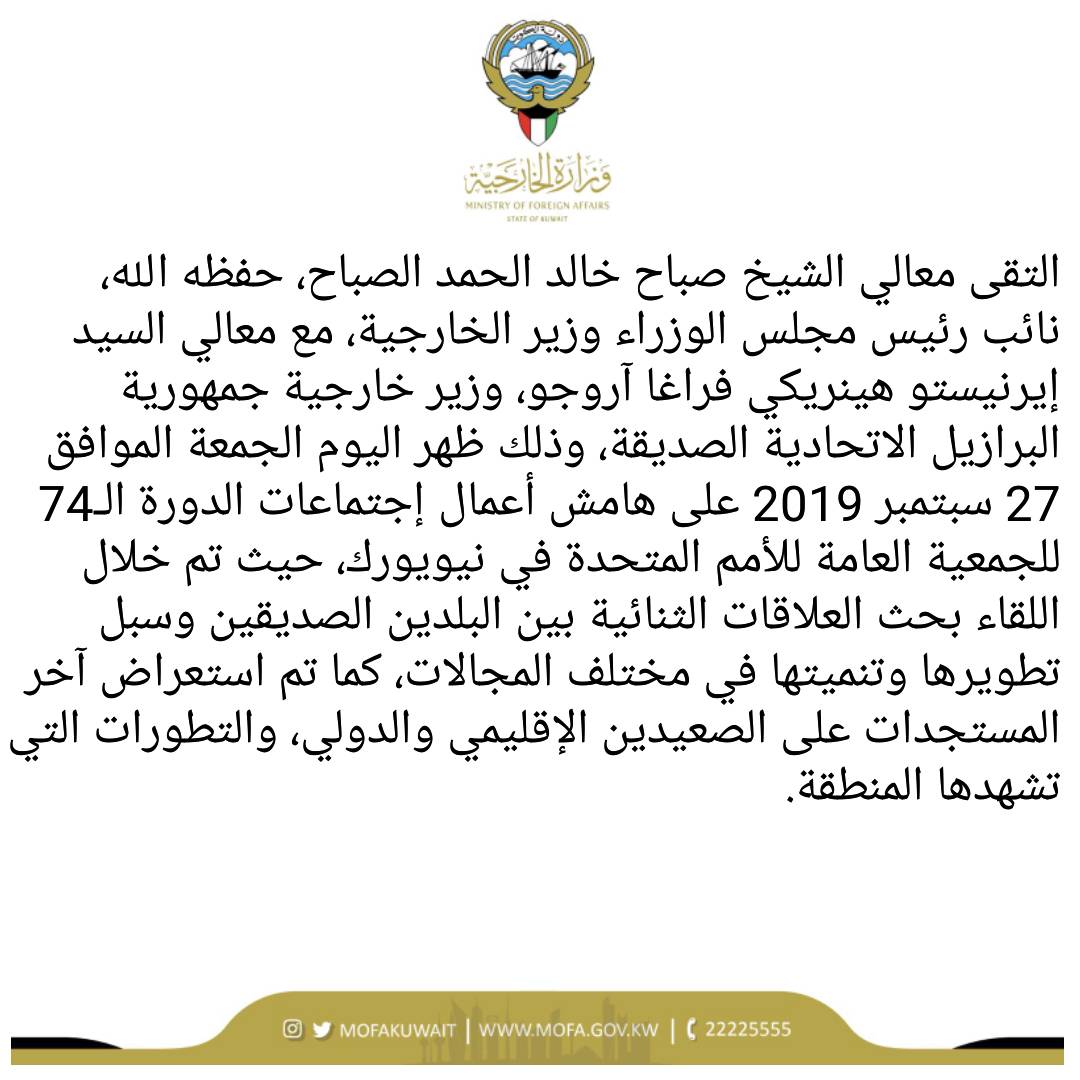 دولة الكويت
وزارة الخارجية
MINISTRY OF FOREIGN AFFAIRS
STATE OF KUWAIT
التقى معالي الشيخ صباح خالد الحمد الصباح، حفظه الله،
نائب رئيس مجلس الوزراء وزير الخارجية، مع معالي السيد
إيرنيستو هينريكي فراغا آروجو، وزير خارجية جمهورية
البرازيل الاتحادية الصديقة، وذلك ظهر اليوم الجمعة الموافق
27 سبتمبر 2019 على هامش أعمال إجتماعات الدورة الـ74
للجمعية العامة للأمم المتحدة في نيويورك، حيث تم خلال
اللقاء بحث العلاقات الثنائية بين البلدين الصديقين وسبل
تطويرها وتنميتها في مختلف المجالات، كما تم استعراض آخر
المستجدات على الصعيدين الإقليمي والدولي، والتطورات التي
تشهدها المنطقة.
MOFAKUWAIT | WWW.MOFA.GOV.KW | 22225555